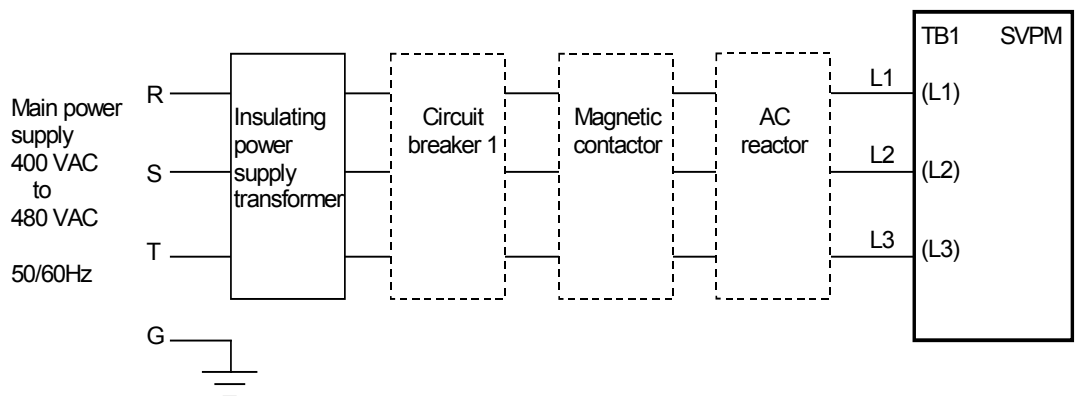 TB1 SVPM
Main power
supply
400 VAC
to
480 VAC
50/60Hz
R
S
T
G
Insulating
power
supply
transformer
Circuit
breaker 1
Magnetic
contactor
AC
reactor
L1
L2
L3
(L1)
(L2)
(L3)